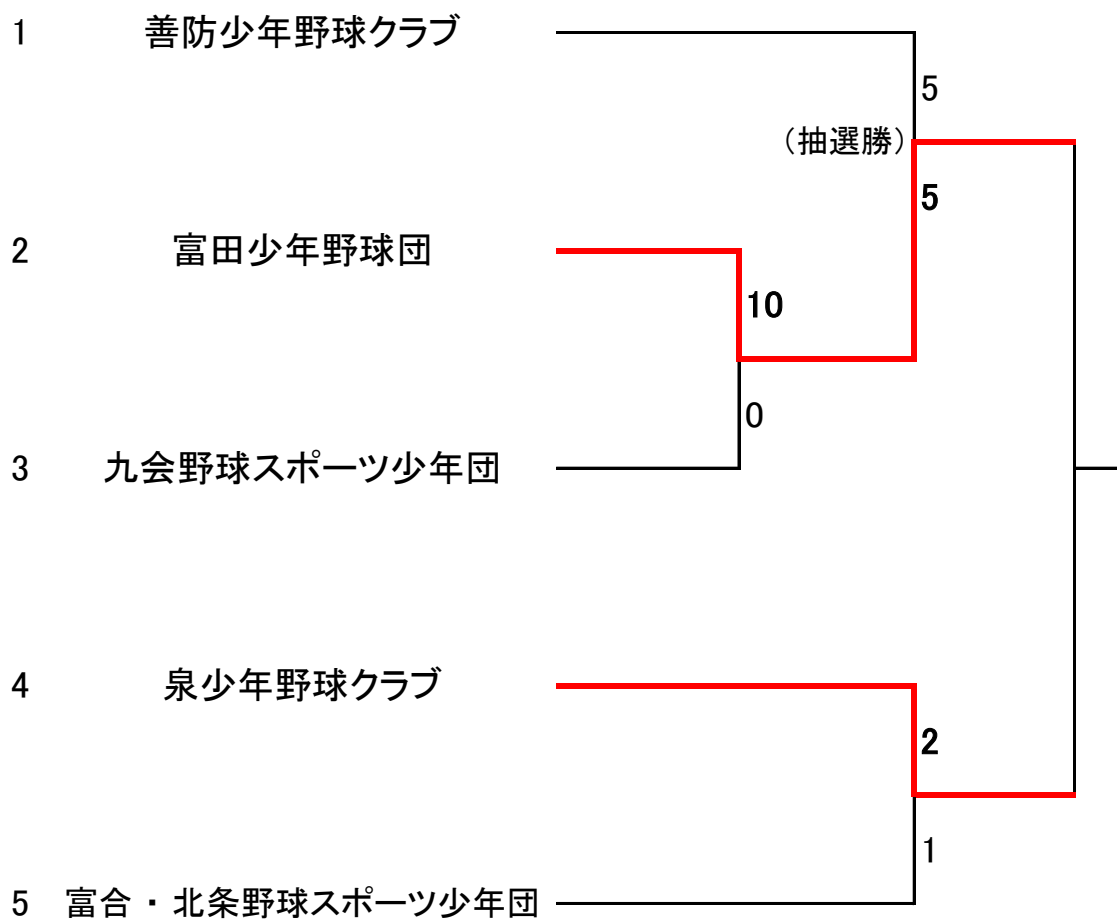 1 善防少年野球クラブ
5
（抽選勝）
5
2 富田少年野球団
10
0
3 九会野球スポーツ少年団
4 泉少年野球クラブ
2
1
5 富合・北条野球スポーツ少年団